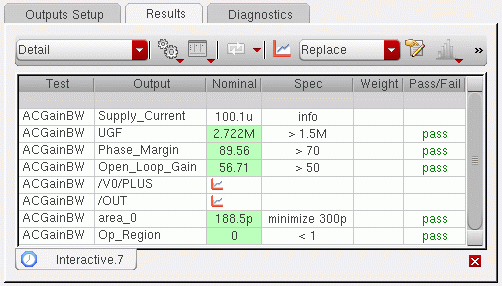 Outputs Setup Results Diagnostics
Detail Replace »
Test Output Nominal Spec Weight Pass/Fail
ACGainBW Supply_Current 100.1u info
ACGainBW UGF 2.722M > 1.5M pass
ACGainBW Phase_Margin 89.56 > 70 pass
ACGainBW Open_Loop_Gain 56.71 > 50 pass
ACGainBW /V0/PLUS
ACGainBW /OUT
ACGainBW area_0 188.5p minimize 300p pass
ACGainBW Op_Region 0 < 1 pass
Interactive.7